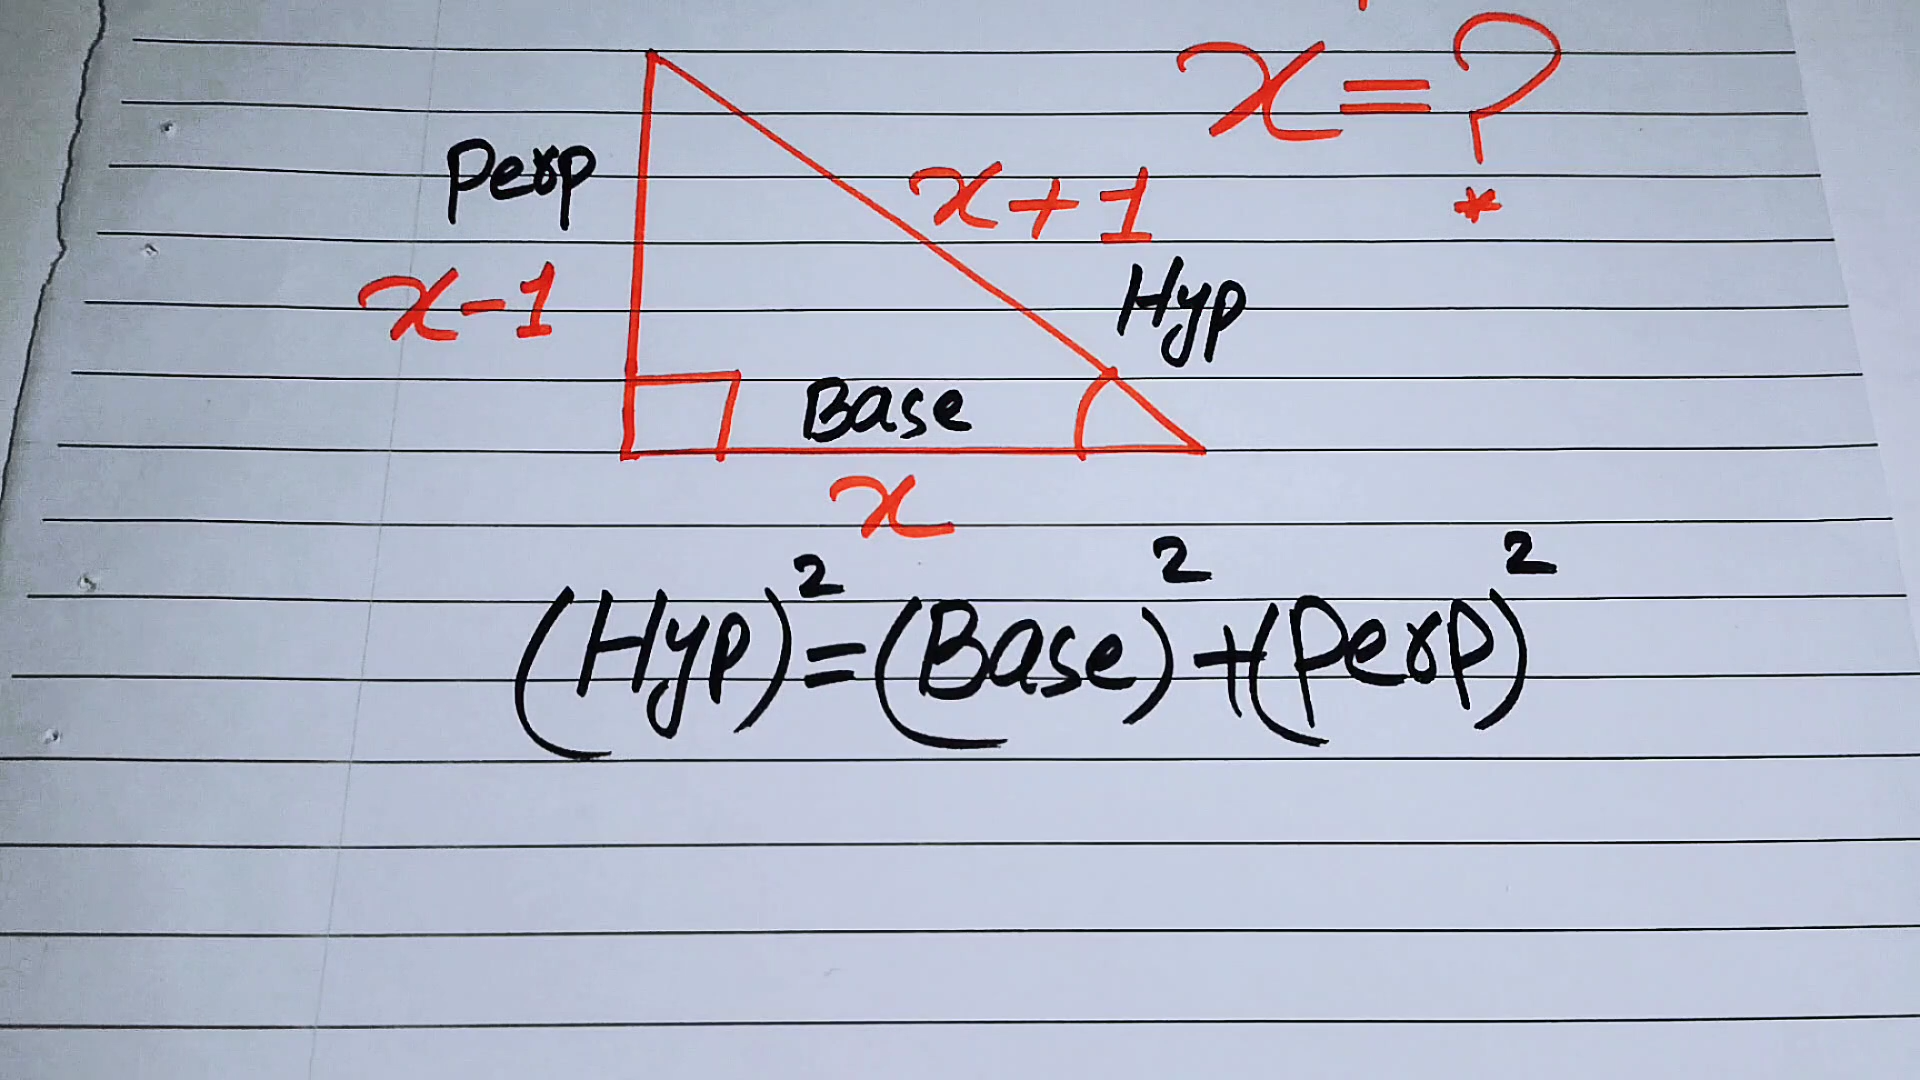 x = ?
Perp
x + 1
x - 1
Hyp
Base
x
(Hyp)² = (Base)² + (Perp)²